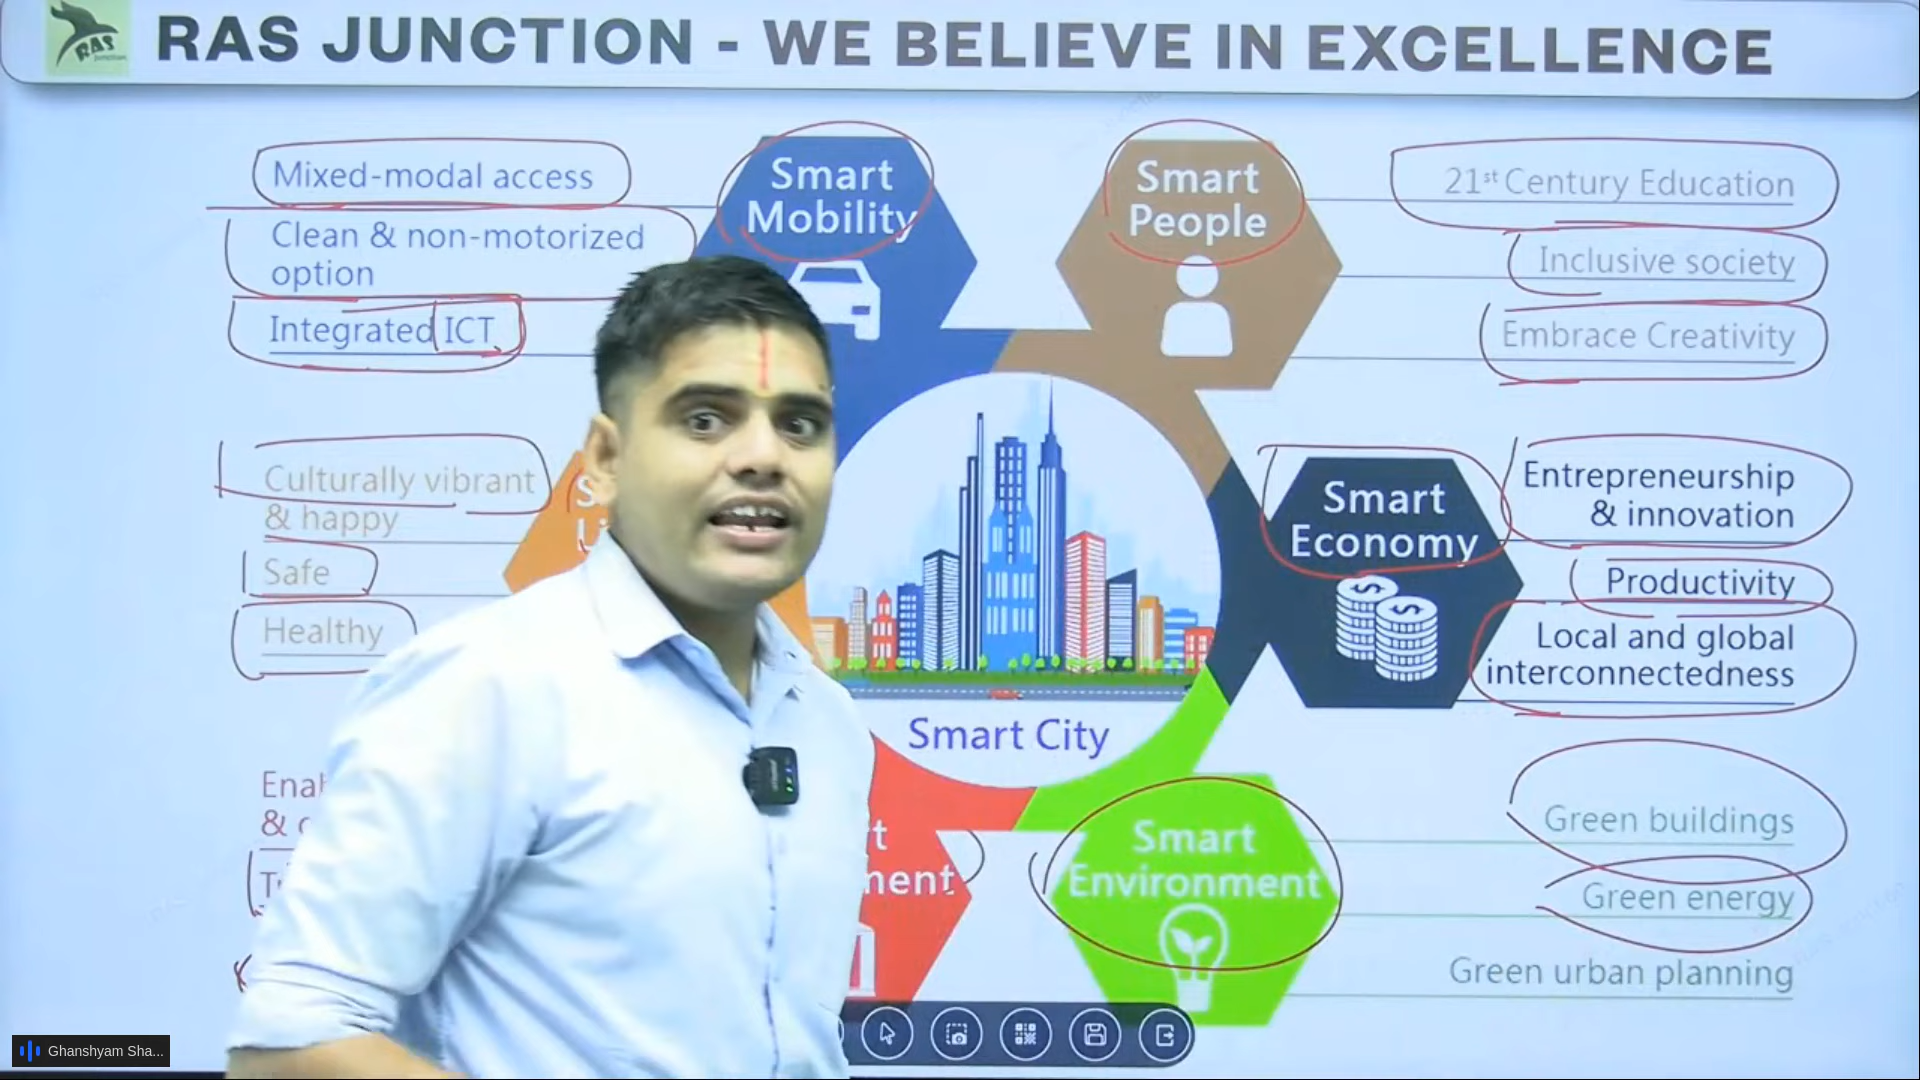 RAS JUNCTION - WE BELIEVE IN EXCELLENCE
RAS
Mixed-modal access
Clean & non-motorized
option
Integrated ICT
Smart
Mobility
Smart
People
21st Century Education
Inclusive society
Embrace Creativity
Culturally vibrant
& happy
Safe
Healthy
Smart
Economy
Entrepreneurship
& innovation
Productivity
Local and global
interconnectedness
Smart City
&
Smart
Environment
Green buildings
Green energy
Green urban planning
Ghanshyam Sha...